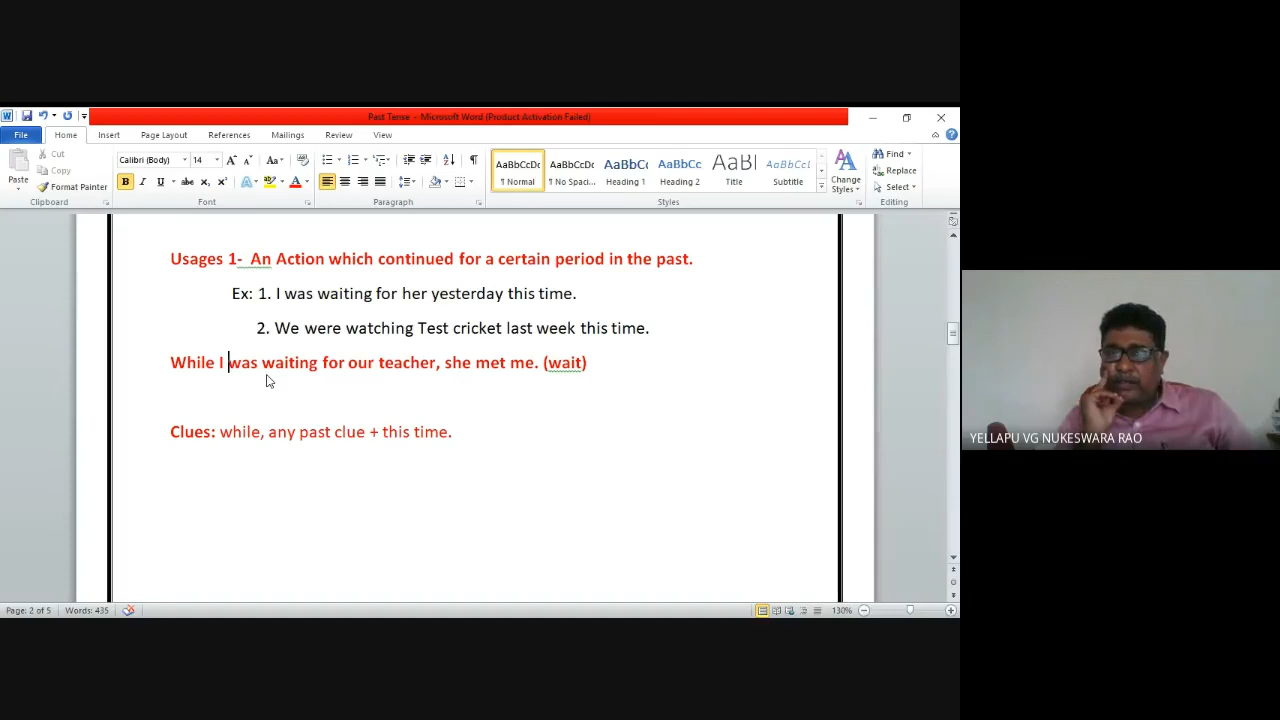 Past Tense - Microsoft Word (Product Activation Failed)
File Home Insert Page Layout References Mailings Review View
Paste
Cut
Copy
Format Painter
Clipboard
Calibri (Body) 14
Font
Paragraph
AaBbCcDc AaBbCcDc AaBbCc AaBbCc AaBl AaBbCcl
¶ Normal ¶ No Spaci... Heading 1 Heading 2 Title Subtitle
Styles
Change Styles
Find
Replace
Select
Editing
Usages 1- An Action which continued for a certain period in the past.
Ex: 1. I was waiting for her yesterday this time.
2. We were watching Test cricket last week this time.
While I was waiting for our teacher, she met me. (wait)
Clues: while, any past clue + this time.
Page: 2 of 5 Words: 435
130%
YELLAPU VG NUKESWARA RAO